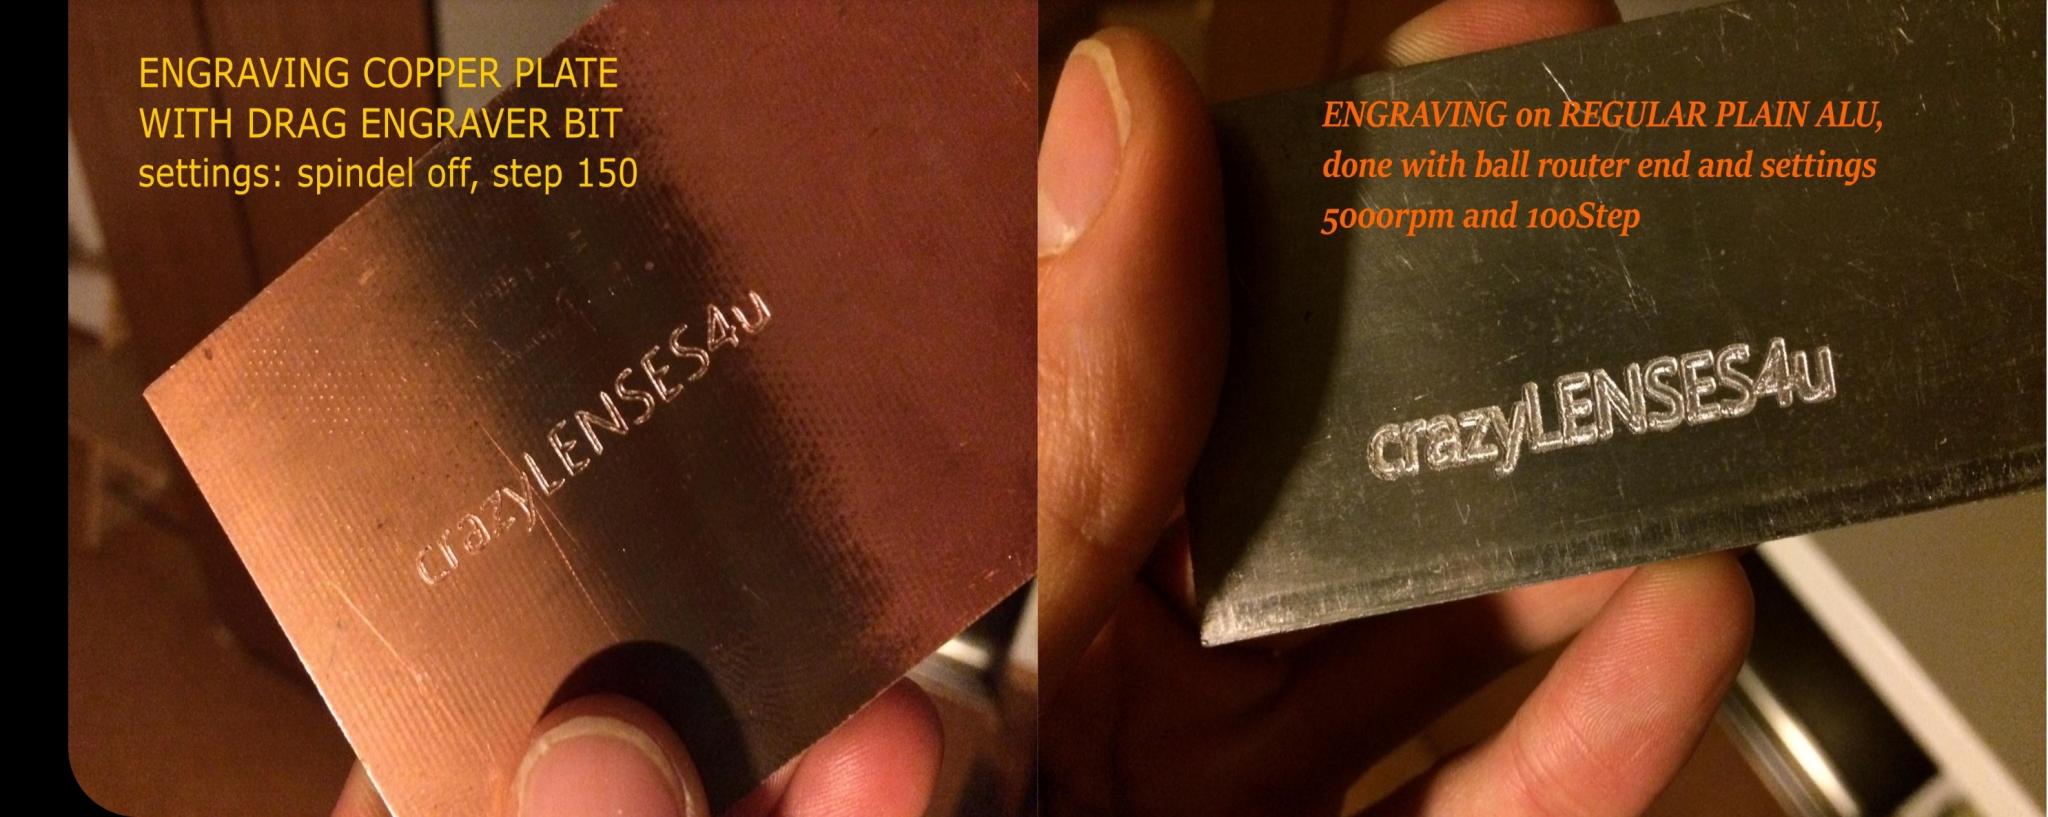 ENGRAVING COPPER PLATE
WITH DRAG ENGRAVER BIT
settings: spindel off, step 150
crazyLENSES4u
ENGRAVING on REGULAR PLAIN ALU,
done with ball router end and settings
5000rpm and 100Step
crazyLENSES4u